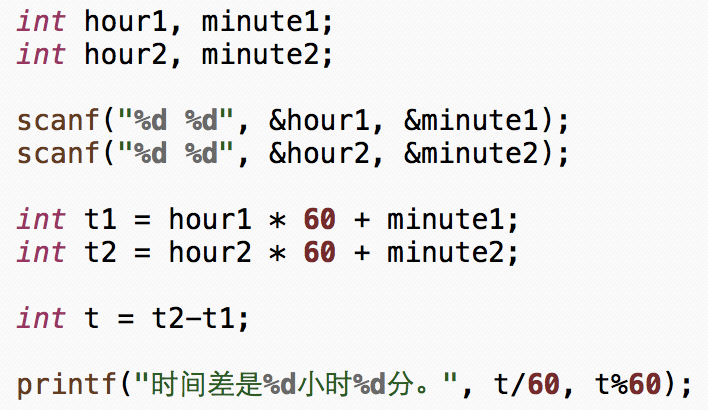 int hour1, minute1;
int hour2, minute2;
scanf("%d %d", &hour1, &minute1);
scanf("%d %d", &hour2, &minute2);
int t1 = hour1 * 60 + minute1;
int t2 = hour2 * 60 + minute2;
int t = t2-t1;
printf("时间差是%d小时%d分。", t/60, t%60);